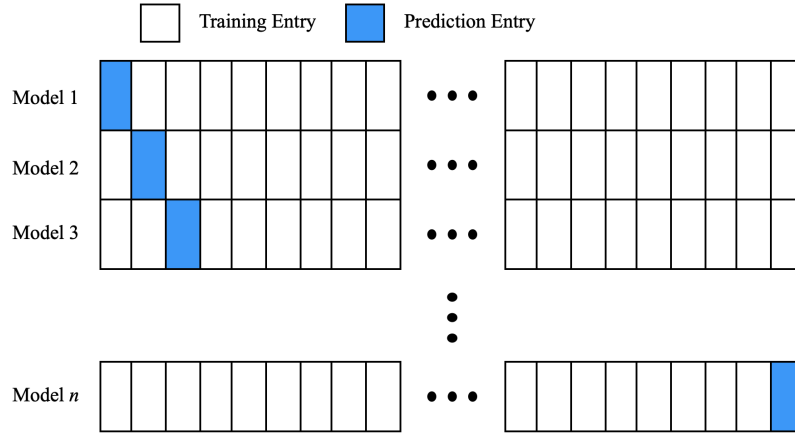 Training Entry
Prediction Entry
Model 1
Model 2
Model 3
Model n